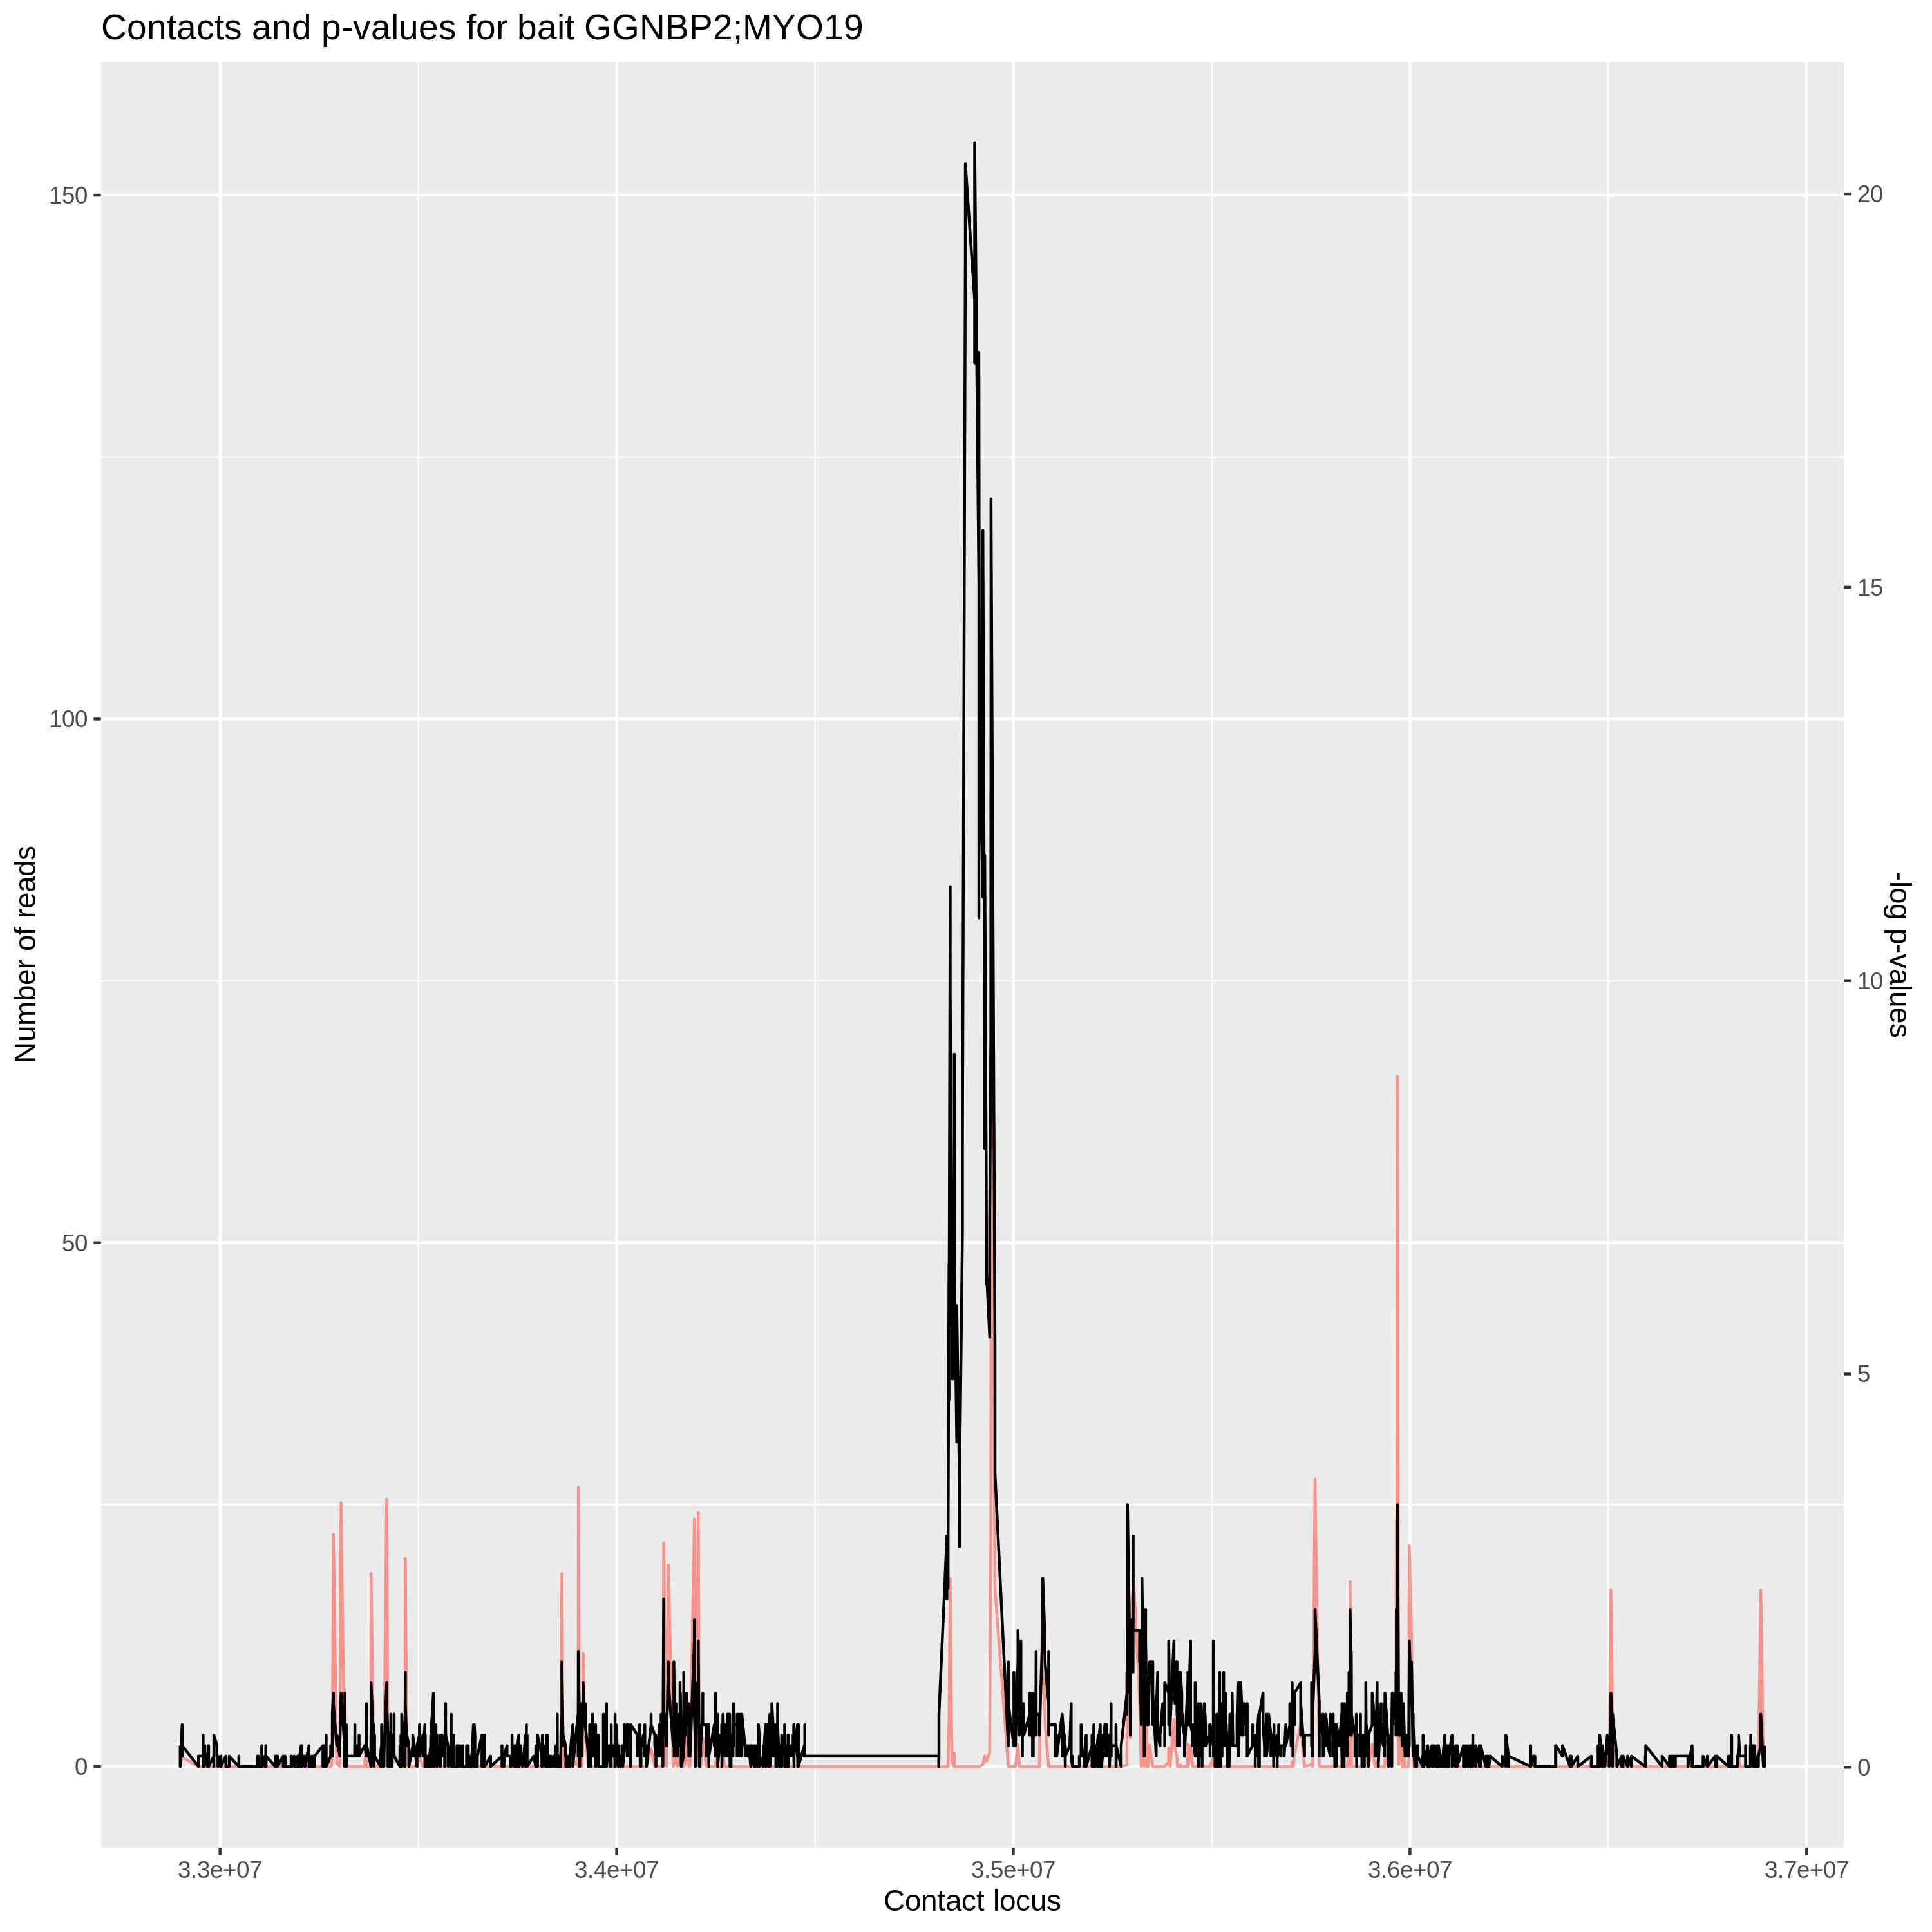 Contacts and p-values for bait GGNBP2;MYO19
150
100
50
0
Number of reads
20
15
10
5
0
-log p-values
3.3e+07
3.4e+07
3.5e+07
3.6e+07
3.7e+07
Contact locus